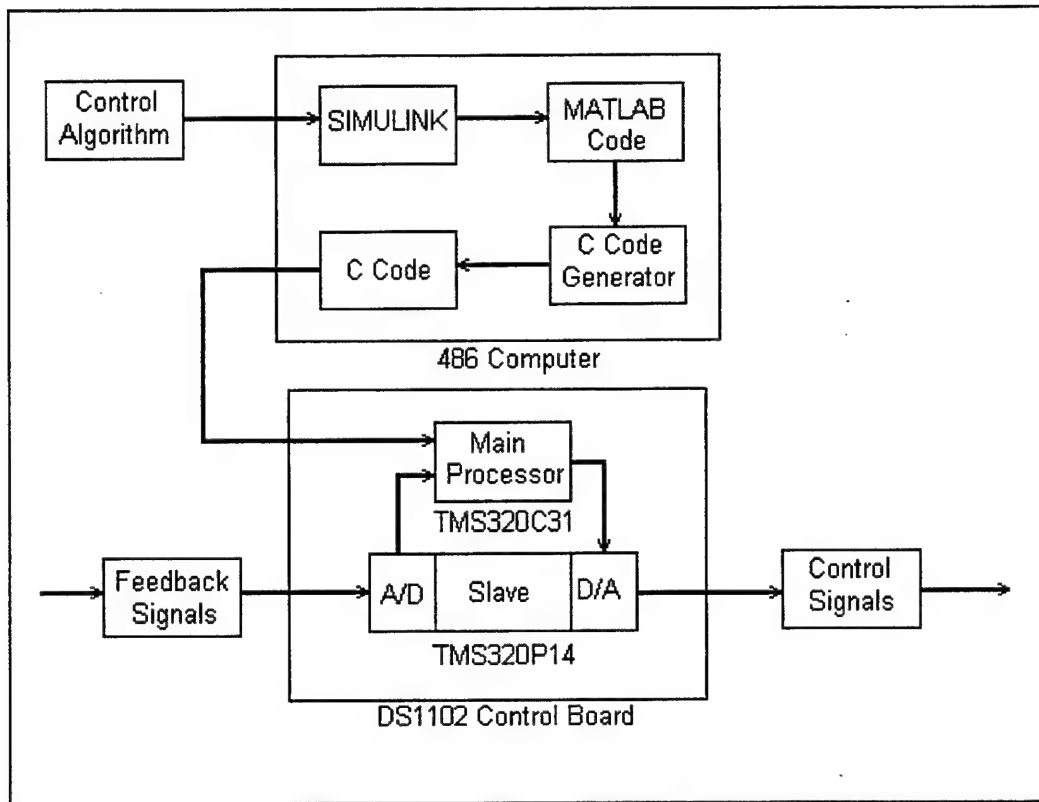 Control
Algorithm
SIMULINK
MATLAB
Code
C Code
C Code
Generator
486 Computer
Main
Processor
TMS320C31
Feedback
Signals
A/D
Slave
D/A
Control
Signals
TMS320P14
DS1102 Control Board